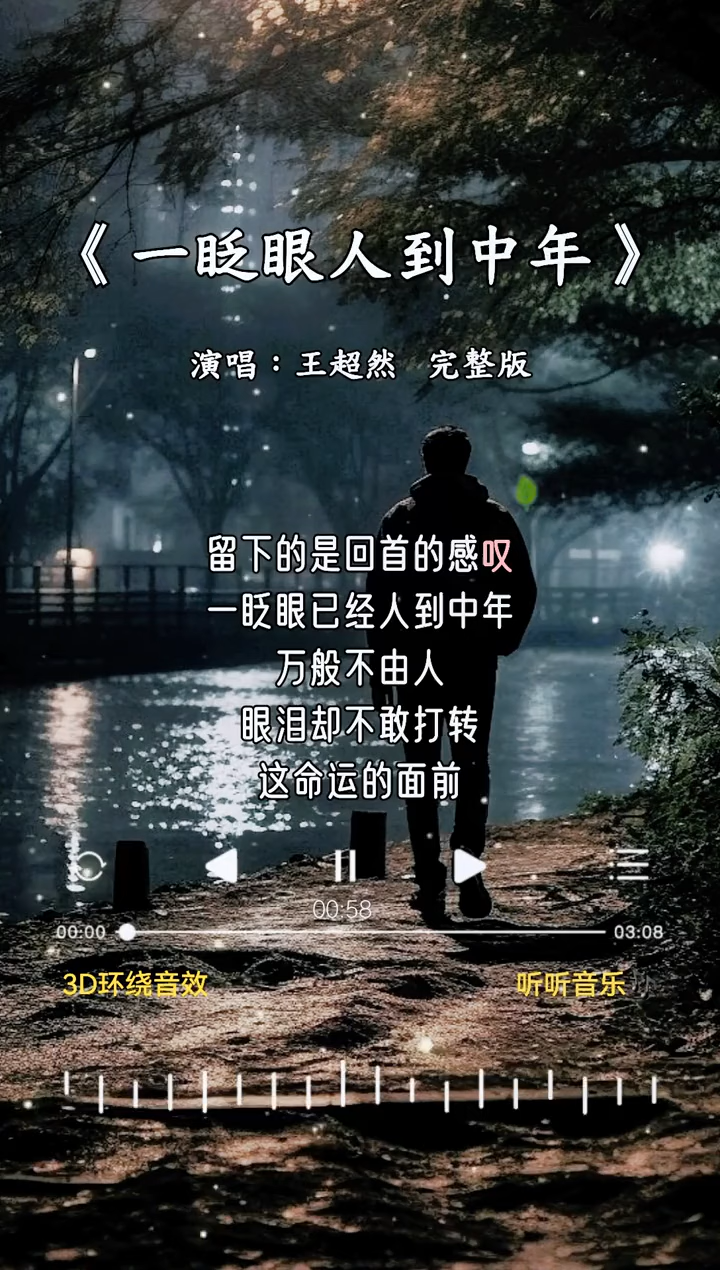 《一眨眼人到中年》
演唱：王超然 完整版
留下的是回首的感叹
一眨眼已经人到中年
万般不由人
眼泪却不敢打转
这命运的面前
00:58
00:00 03:08
3D环绕音效 听听音乐